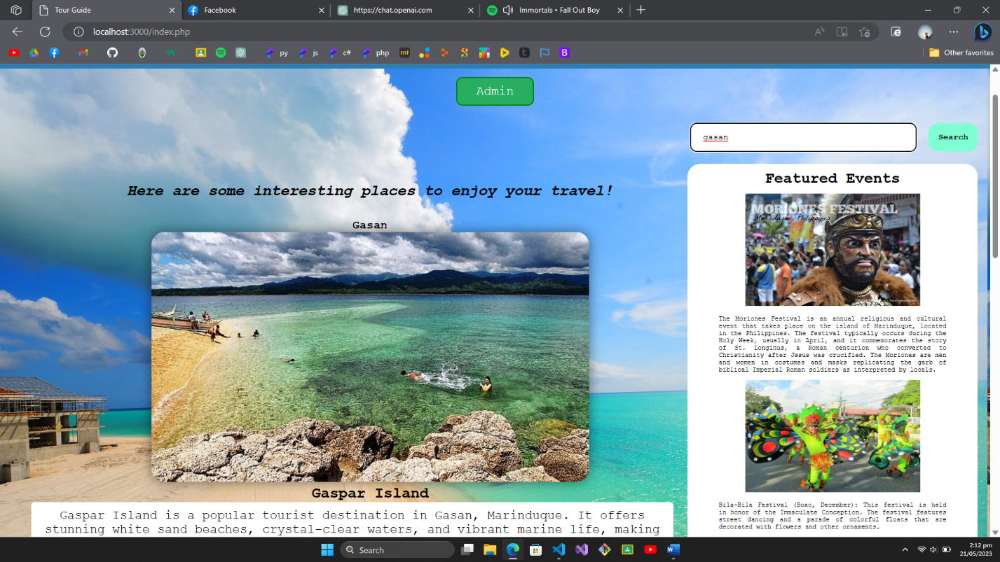 Tour Guide
Facebook
https://chat.openai.com
Immortals • Fall Out Boy
localhost:3000/index.php
py
js
c#
mt
php
Other favorites
Admin
gasan
Search
Here are some interesting places to enjoy your travel!
Gasan
Gaspar Island
Gaspar Island is a popular tourist destination in Gasan, Marinduque. It offers
stunning white sand beaches, crystal-clear waters, and vibrant marine life, making
Featured Events
MORIONES FESTIVAL
Marinduque, Philippines
The Moriones Festival is an annual religious and cultural
event that takes place on the island of Marinduque, located
in the Philippines. The festival typically occurs during the
Holy Week, usually in April, and it commemorates the story
of St. Longinus, a Roman centurion who converted to
Christianity after Jesus was crucified. The Moriones are men
and women in costumes and masks replicating the garb of
biblical Imperial Roman soldiers as interpreted by locals.
Bila-Bila Festival (Boac, December): This festival is held
in honor of the Immaculate Conception. The festival features
street dancing and a parade of colorful floats that are
decorated with flowers and other ornaments.
Search
2:12 pm
21/05/2023